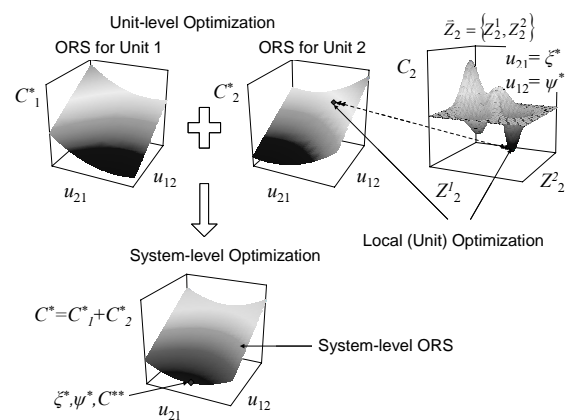 Unit-level Optimization
ORS for Unit 1
ORS for Unit 2
Z⃗₂ = {Z₂¹, Z₂²}
u₂₁ = ξ*
u₁₂ = ψ*
C*₁
u₂₁
u₁₂
C*₂
u₂₁
u₁₂
C₂
Z¹₂
Z²₂
Local (Unit) Optimization
System-level Optimization
C*=C*₁+C*₂
System-level ORS
ξ*,ψ*,C**
u₂₁
u₁₂